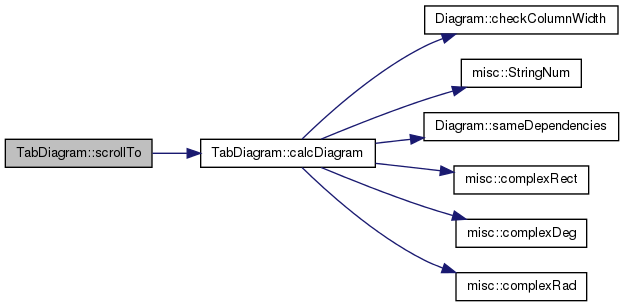 Diagram::checkColumnWidth
misc::StringNum
Diagram::sameDependencies
TabDiagram::scrollTo
TabDiagram::calcDiagram
misc::complexRect
misc::complexDeg
misc::complexRad